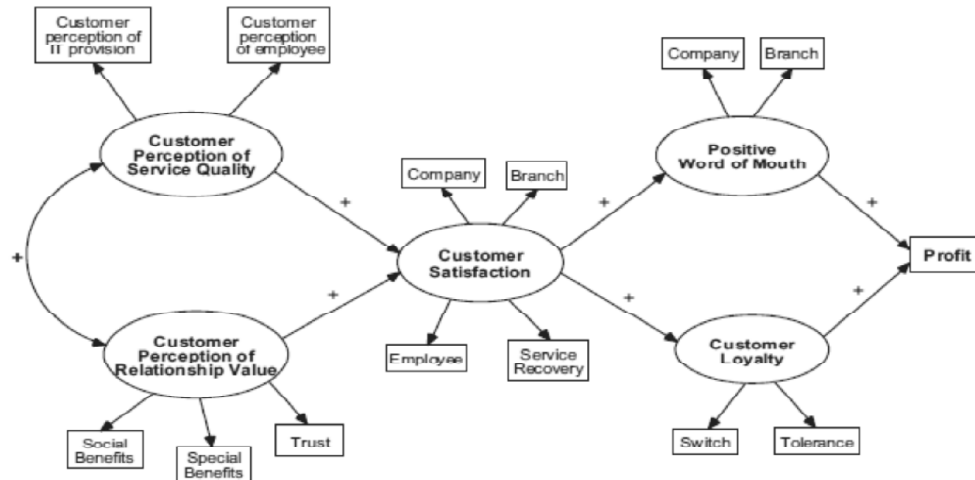 Customer
perception of
IT provision
Customer
perception
of employee
Company
Branch
Customer
Perception of
Service Quality
Positive
Word of Mouth
Company
Branch
+
+
+
Customer
Satisfaction
Profit
+
+
+
+
Customer
Perception of
Relationship Value
Employee
Service
Recovery
Customer
Loyalty
Social
Benefits
Special
Benefits
Trust
Switch
Tolerance